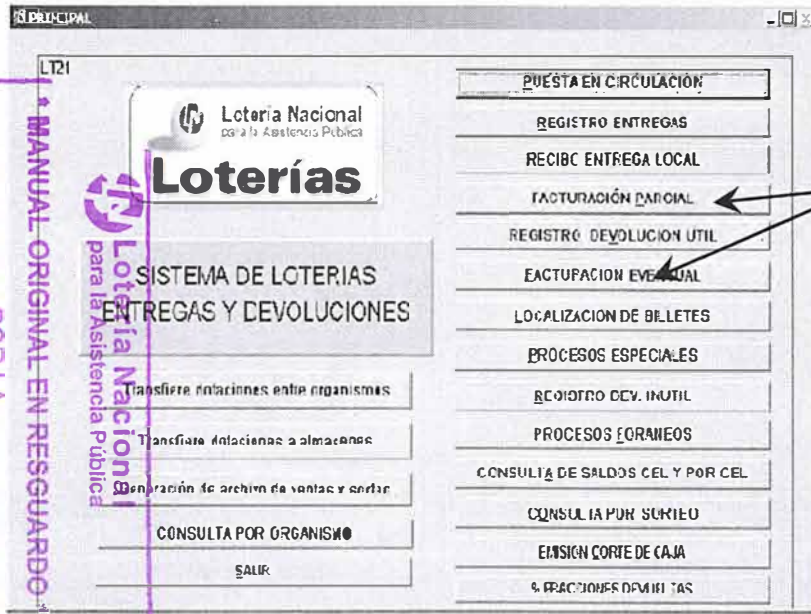 PRINCIPAL
LT21
Lotería Nacional
para la Asistencia Pública
Loterías
SISTEMA DE LOTERIAS
ENTREGAS Y DEVOLUCIONES
Transfiere dotaciones entre organismos
Transfiere dotaciones a almacenes
Generación de archivo de ventas x sorteo
CONSULTA POR ORGANISMO
SALIR
PUESTA EN CIRCULACIÓN
REGISTRO ENTREGAS
RECIBO ENTREGA LOCAL
FACTURACIÓN PARCIAL
REGISTRO DEVOLUCION UTIL
FACTURACION EVENTUAL
LOCALIZACION DE BILLETES
PROCESOS ESPECIALES
REGISTRO DEV. INUTIL
PROCESOS FORANEOS
CONSULTA DE SALDOS CEL Y POR CEL
CONSULTA POR SORTEO
EMISION CORTE DE CAJA
% FRACCIONES DEVUELTAS
Lotería Nacional
para la Asistencia Pública
* MANUAL ORIGINAL EN RESGUARDO *